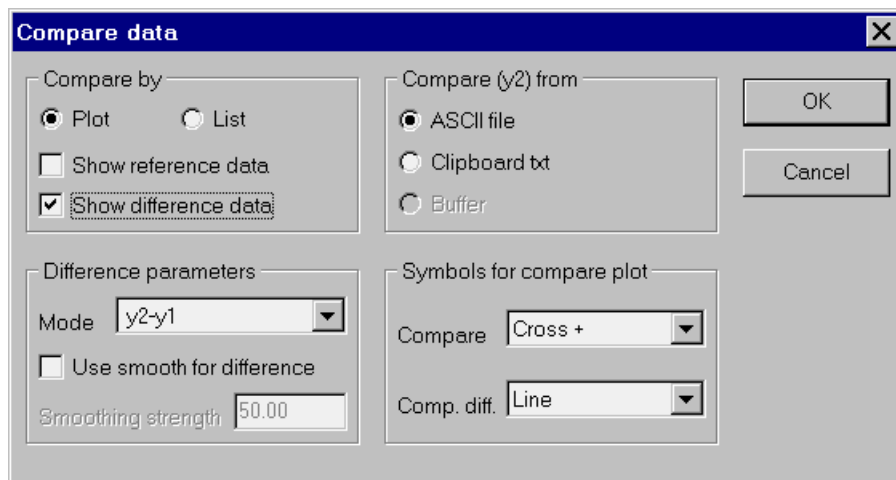 Compare data
Compare by
Plot
List
Show reference data
Show difference data
Compare (y2) from
ASCII file
Clipboard txt
Buffer
OK
Cancel
Difference parameters
Mode
y2-y1
Use smooth for difference
Smoothing strength
50.00
Symbols for compare plot
Compare
Cross +
Comp. diff.
Line